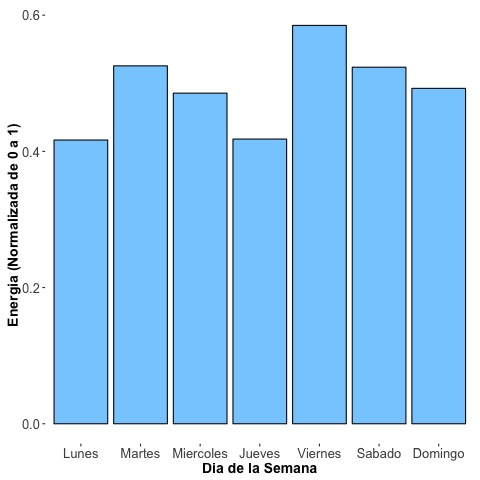 Energia (Normalizada de 0 a 1)
0.6
0.4
0.2
0.0
Lunes Martes Miercoles Jueves Viernes Sabado Domingo
Dia de la Semana